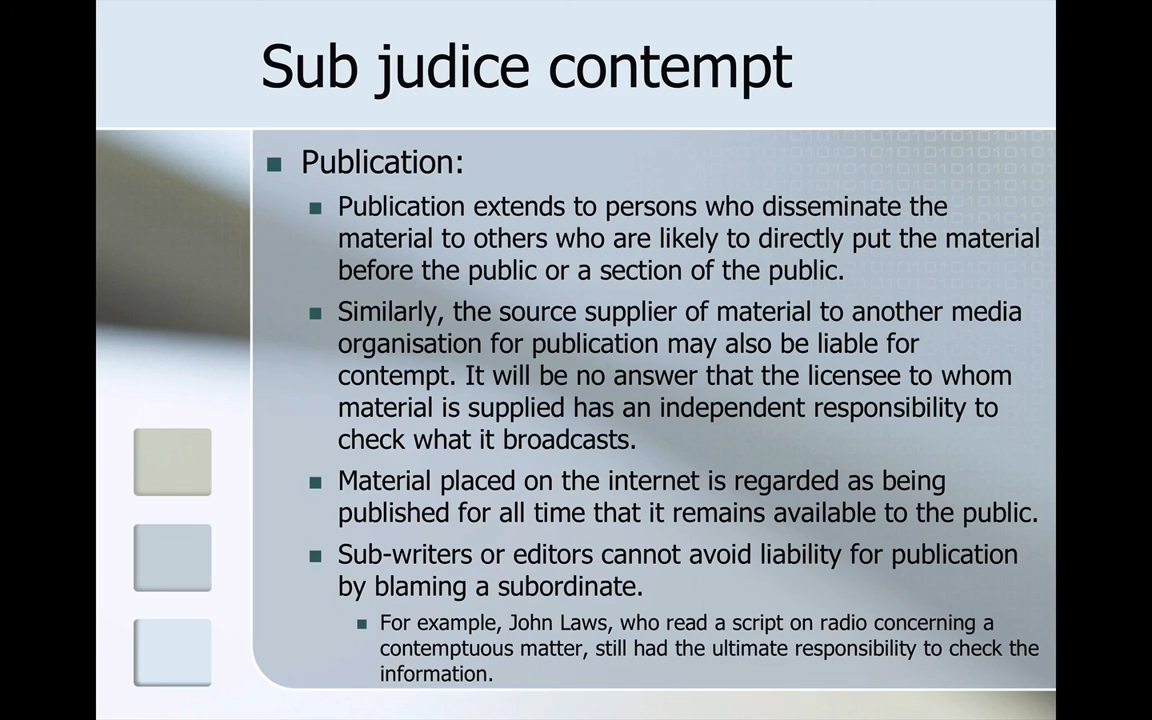 Sub judice contempt
Publication:
Publication extends to persons who disseminate the
material to others who are likely to directly put the material
before the public or a section of the public.
Similarly, the source supplier of material to another media
organisation for publication may also be liable for
contempt. It will be no answer that the licensee to whom
material is supplied has an independent responsibility to
check what it broadcasts.
Material placed on the internet is regarded as being
published for all time that it remains available to the public.
Sub-writers or editors cannot avoid liability for publication
by blaming a subordinate.
For example, John Laws, who read a script on radio concerning a
contemptuous matter, still had the ultimate responsibility to check the
information.